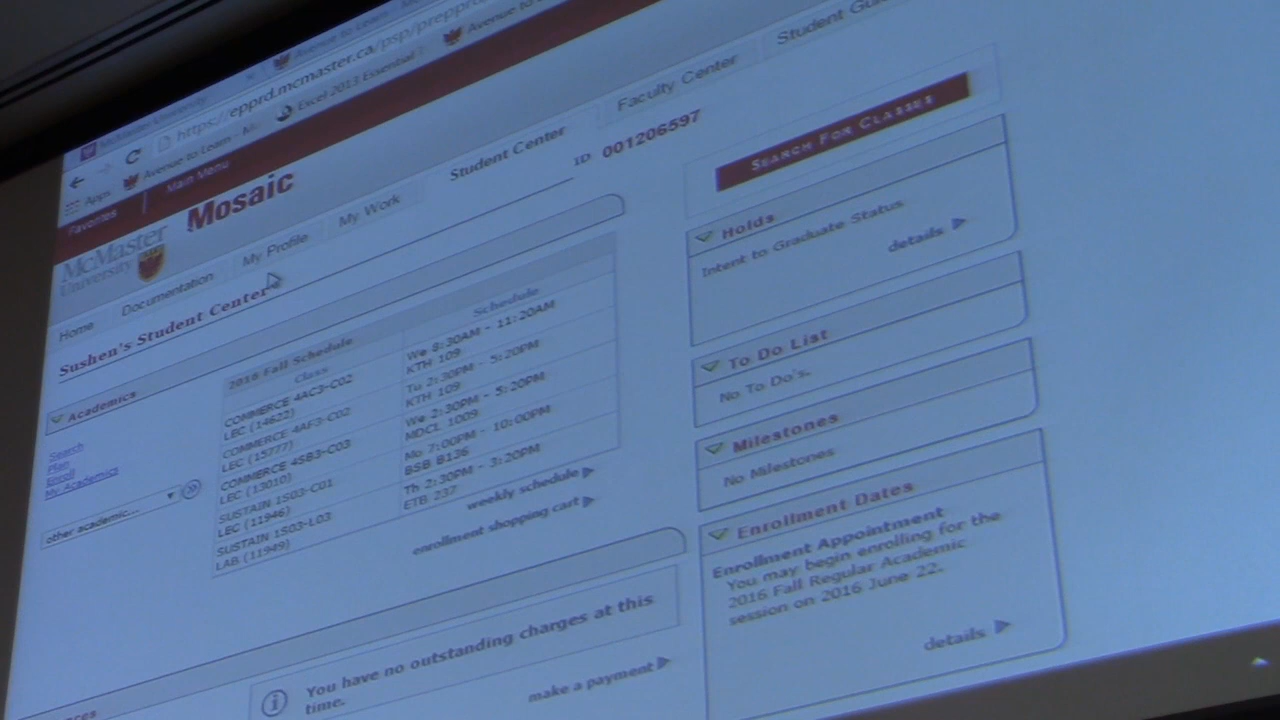 Avenue to Learn
McMaster University
https://epprd.mcmaster.ca/psp/preppro
Apps
Avenue to Learn - M
Excel 2013 Essential
Avenue to
Favorites
Main Menu
McMaster
University
Mosaic
Home
Documentation
My Profile
My Work
Student Center
Faculty Center
Sushen's Student Center
ID 001206597
SEARCH FOR CLASSES
Academics
Search
Plan
Enroll
My Academics
other academic...
2016 Fall Schedule
Class
Schedule
COMMERCE 4AC3-C02
LEC (14622)
We 8:30AM - 11:20AM
KTH 109
COMMERCE 4AF3-C02
LEC (15777)
Tu 2:30PM - 5:20PM
KTH 109
COMMERCE 4SB3-C03
LEC (13010)
We 2:30PM - 5:20PM
MDCL 1009
SUSTAIN 1S03-C01
LEC (11946)
Mo 7:00PM - 10:00PM
BSB B136
SUSTAIN 1S03-L03
LAB (11949)
Th 2:30PM - 3:20PM
ETB 237
weekly schedule
enrollment shopping cart
You have no outstanding charges at this
time.
make a payment
Holds
Intent to Graduate Status
details
To Do List
No To Do's.
Milestones
No Milestones
Enrollment Dates
Enrollment Appointment
You may begin enrolling for the
2016 Fall Regular Academic
session on 2016 June 22.
details